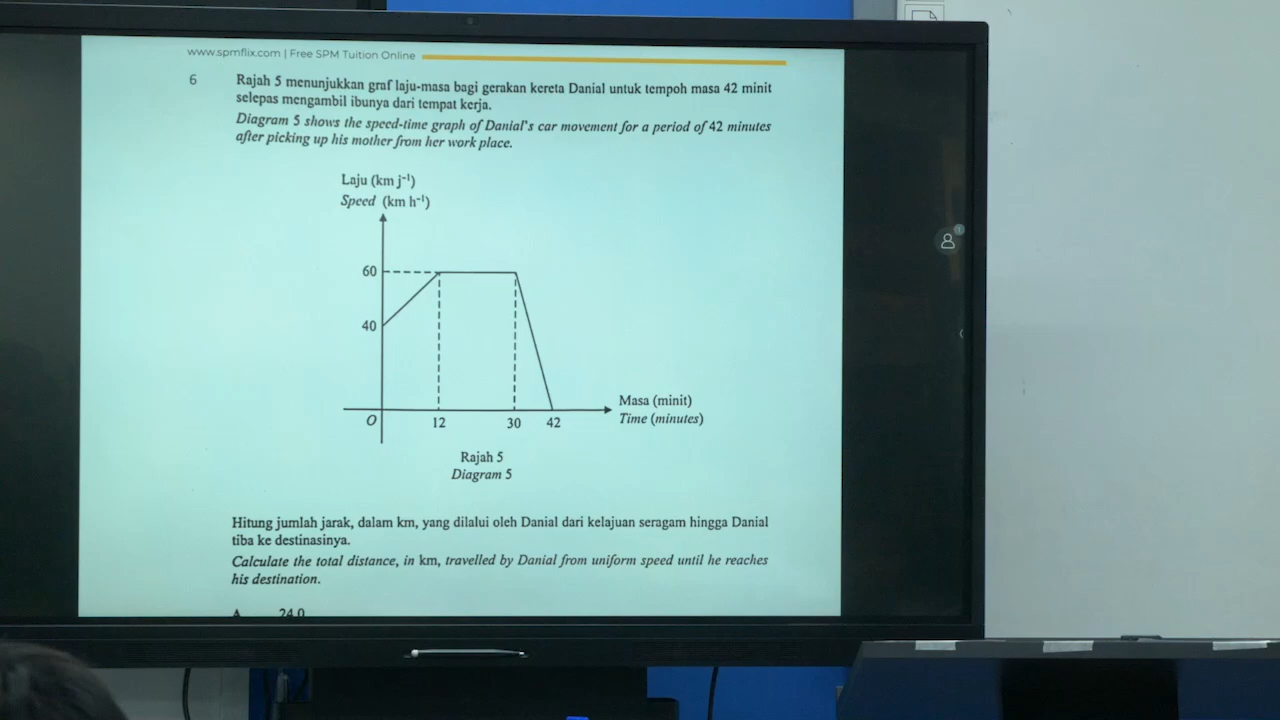 www.spmflix.com | Free SPM Tuition Online
6 Rajah 5 menunjukkan graf laju-masa bagi gerakan kereta Danial untuk tempoh masa 42 minit
selepas mengambil ibunya dari tempat kerja.
Diagram 5 shows the speed-time graph of Danial's car movement for a period of 42 minutes
after picking up his mother from her work place.
Laju (km j⁻¹)
Speed (km h⁻¹)
60
40
O 12 30 42
Masa (minit)
Time (minutes)
Rajah 5
Diagram 5
Hitung jumlah jarak, dalam km, yang dilalui oleh Danial dari kelajuan seragam hingga Danial
tiba ke destinasinya.
Calculate the total distance, in km, travelled by Danial from uniform speed until he reaches
his destination.
A 24.0